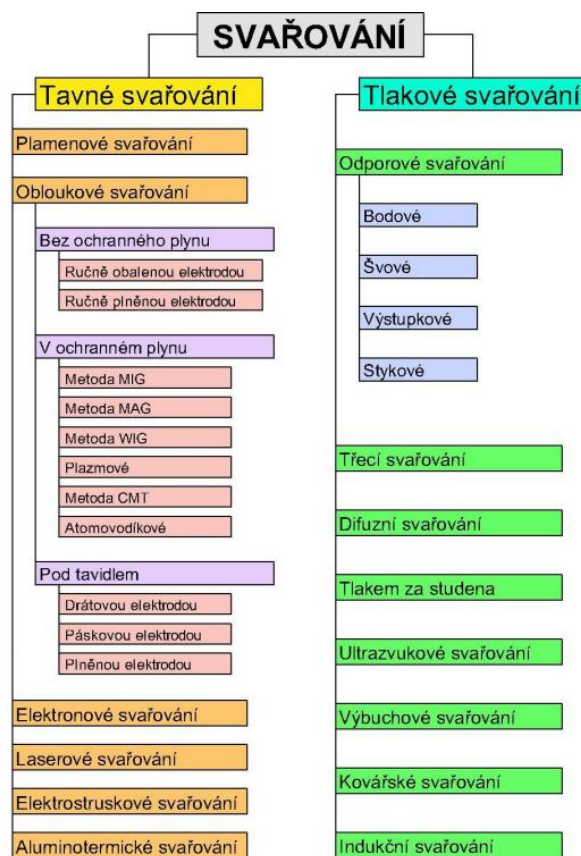 SVAŘOVÁNÍ
Tavné svařování
Plamenové svařování
Obloukové svařování
Bez ochranného plynu
Ručně obalenou elektrodou
Ručně plněnou elektrodou
V ochranném plynu
Metoda MIG
Metoda MAG
Metoda WIG
Plazmové
Metoda CMT
Atomovodíkové
Pod tavidlem
Drátovou elektrodou
Páskovou elektrodou
Plněnou elektrodou
Elektronové svařování
Laserové svařování
Elektrostruskové svařování
Aluminotermické svařování
Tlakové svařování
Odporové svařování
Bodové
Švové
Výstupkové
Stykové
Třecí svařování
Difuzní svařování
Tlakem za studena
Ultrazvukové svařování
Výbuchové svařování
Kovářské svařování
Indukční svařování